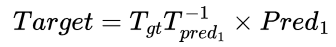 Target = T_{gt} T_{pred_1}^{-1} × Pred_1